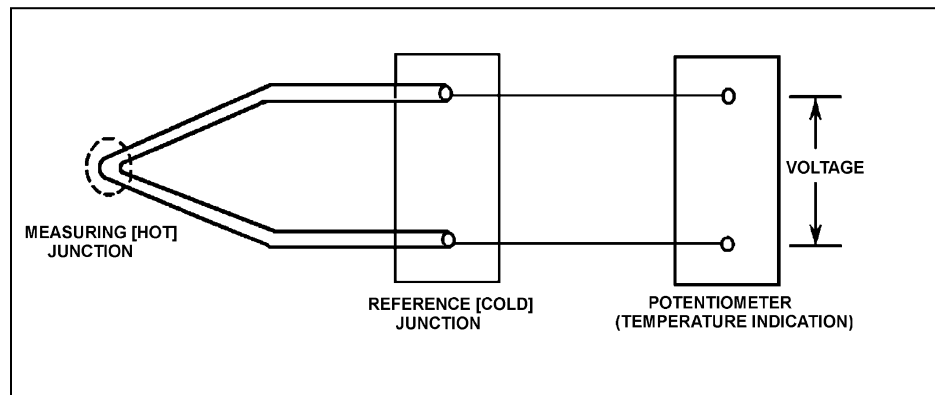 MEASURING [HOT]
JUNCTION
REFERENCE [COLD]
JUNCTION
POTENTIOMETER
(TEMPERATURE INDICATION)
VOLTAGE